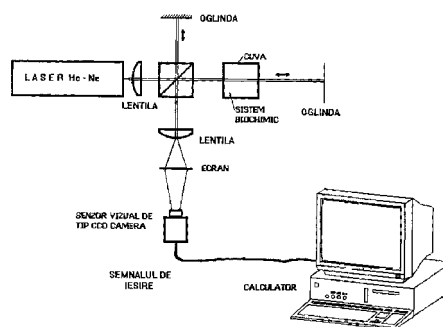 OGLINDA
LASER He-Ne
CUVA
LENTILA
SISTEM
BIOCHIMIC
OGLINDA
LENTILA
ECRAN
SENZOR VIZUAL DE
TIP CCD CAMERA
SEMNALUL DE
IESIRE
CALCULATOR